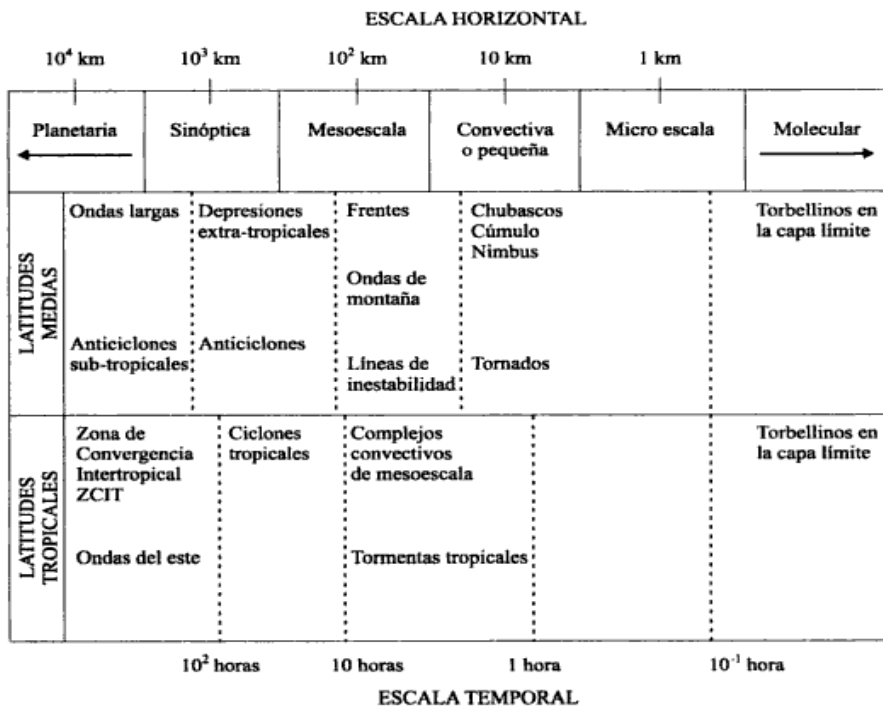 ESCALA HORIZONTAL
10⁴ km 10³ km 10² km 10 km 1 km
Planetaria Sinóptica Mesoescala Convectiva o pequeña Micro escala Molecular
LATITUDES
MEDIAS
Ondas largas
Anticiclones
sub-tropicales
Depresiones
extra-tropicales
Anticiclones
Frentes
Ondas de
montaña
Líneas de
inestabilidad
Chubascos
Cúmulo
Nimbus
Tornados
Torbellinos en
la capa límite
LATITUDES
TROPICALES
Zona de
Convergencia
Intertropical
ZCIT
Ondas del este
Ciclones
tropicales
Complejos
convectivos
de mesoescala
Tormentas tropicales
Torbellinos en
la capa límite
10² horas 10 horas 1 hora 10⁻¹ hora
ESCALA TEMPORAL